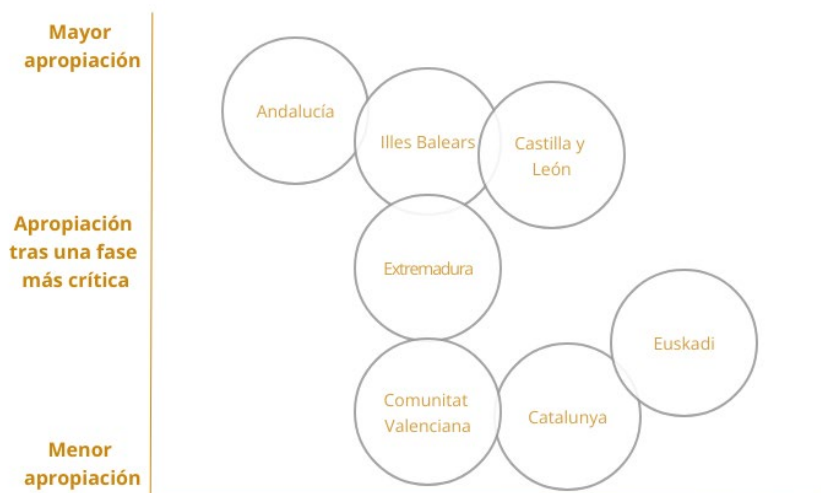 Mayor
apropiación
Andalucía
Illes Balears
Castilla y
León
Apropiación
tras una fase
más crítica
Extremadura
Euskadi
Comunitat
Valenciana
Catalunya
Menor
apropiación